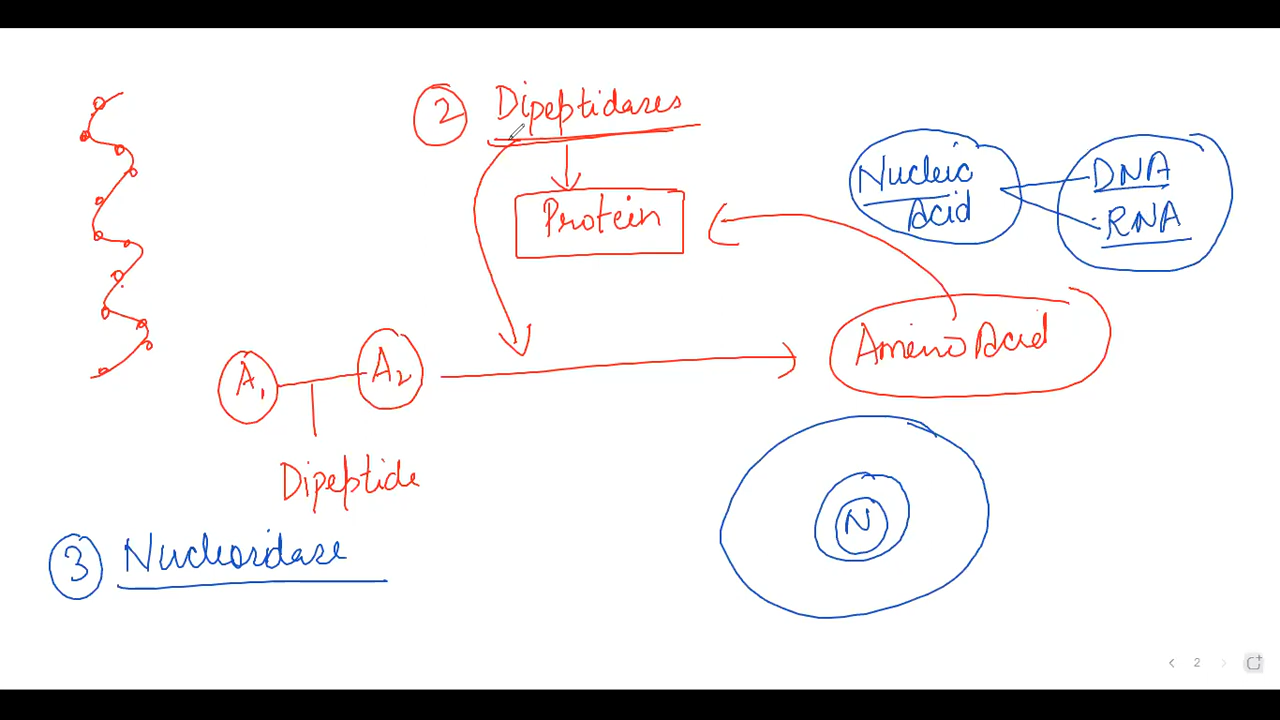 2 Dipeptidases
Protein
Nucleic
Acid
DNA
RNA
Amino Acid
A1
A2
Dipeptide
N
3 Nucleosidase
2